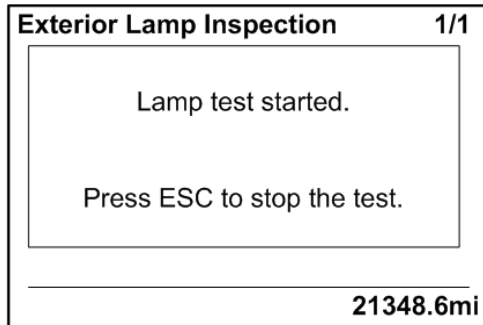 Exterior Lamp Inspection 1/1
Lamp test started.
Press ESC to stop the test.
21348.6mi